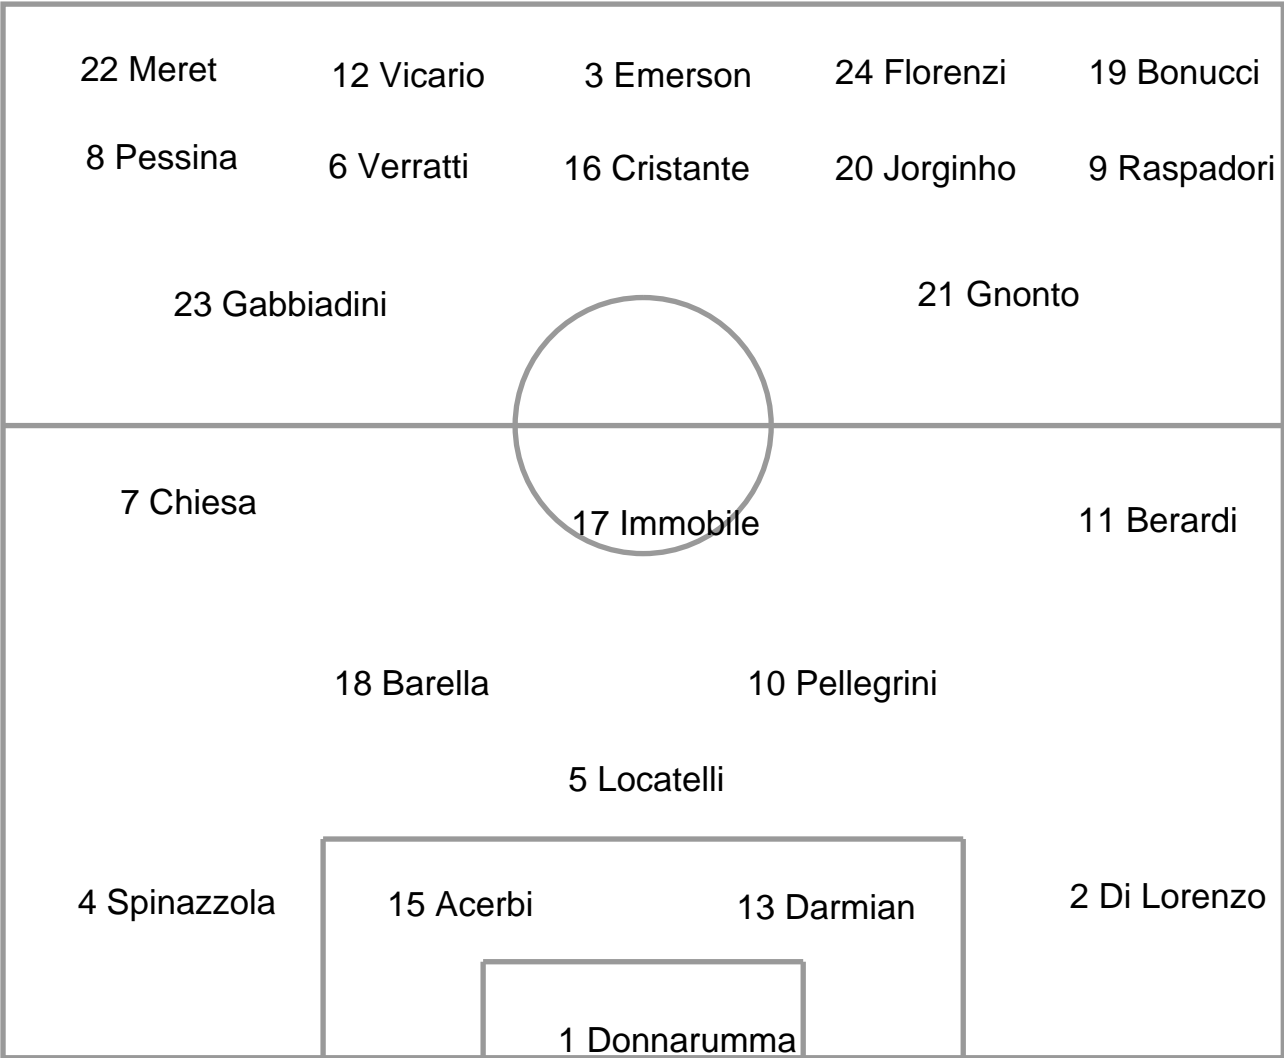 22 Meret
12 Vicario
3 Emerson
24 Florenzi
19 Bonucci
8 Pessina
6 Verratti
16 Cristante
20 Jorginho
9 Raspadori
23 Gabbiadini
21 Gnonto
7 Chiesa
17 Immobile
11 Berardi
18 Barella
10 Pellegrini
5 Locatelli
4 Spinazzola
15 Acerbi
13 Darmian
2 Di Lorenzo
1 Donnarumma